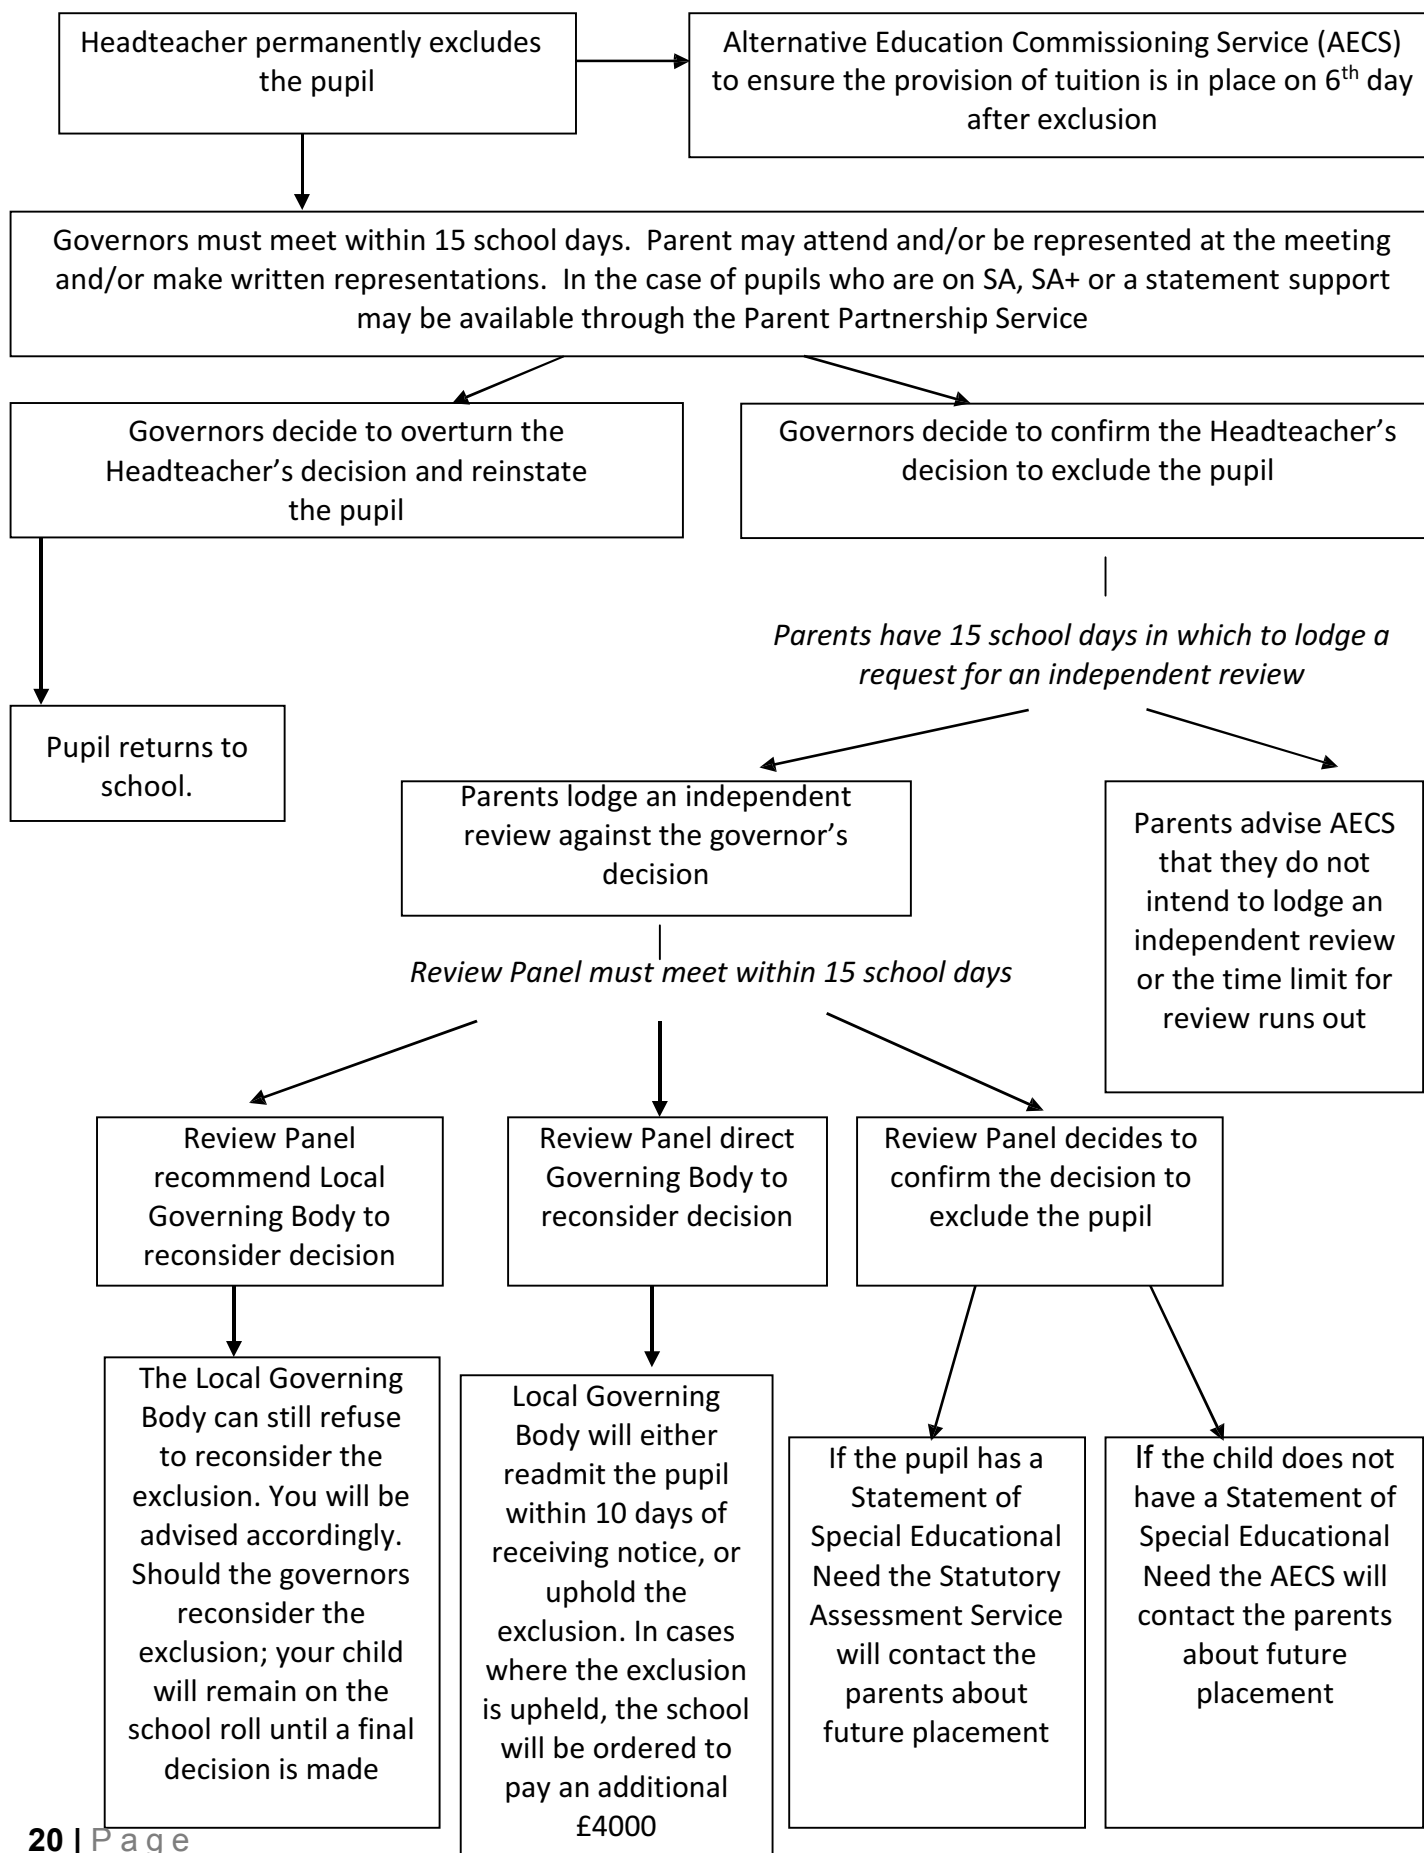 Headteacher permanently excludes
the pupil
Alternative Education Commissioning Service (AECS)
to ensure the provision of tuition is in place on 6th day
after exclusion
Governors must meet within 15 school days.  Parent may attend and/or be represented at the meeting
and/or make written representations.  In the case of pupils who are on SA, SA+ or a statement support
may be available through the Parent Partnership Service
Governors decide to overturn the
Headteacher’s decision and reinstate
the pupil
Governors decide to confirm the Headteacher’s
decision to exclude the pupil
Parents have 15 school days in which to lodge a
request for an independent review
Pupil returns to
school.
Parents lodge an independent
review against the governor’s
decision
Parents advise AECS
that they do not
intend to lodge an
independent review
or the time limit for
review runs out
Review Panel must meet within 15 school days
Review Panel
recommend Local
Governing Body to
reconsider decision
Review Panel direct
Governing Body to
reconsider decision
Review Panel decides to
confirm the decision to
exclude the pupil
The Local Governing
Body can still refuse
to reconsider the
exclusion. You will be
advised accordingly.
Should the governors
reconsider the
exclusion; your child
will remain on the
school roll until a final
decision is made
Local Governing
Body will either
readmit the pupil
within 10 days of
receiving notice, or
uphold the
exclusion. In cases
where the exclusion
is upheld, the school
will be ordered to
pay an additional
£4000
If the pupil has a
Statement of
Special Educational
Need the Statutory
Assessment Service
will contact the
parents about
future placement
If the child does not
have a Statement of
Special Educational
Need the AECS will
contact the parents
about future
placement
20 | Page